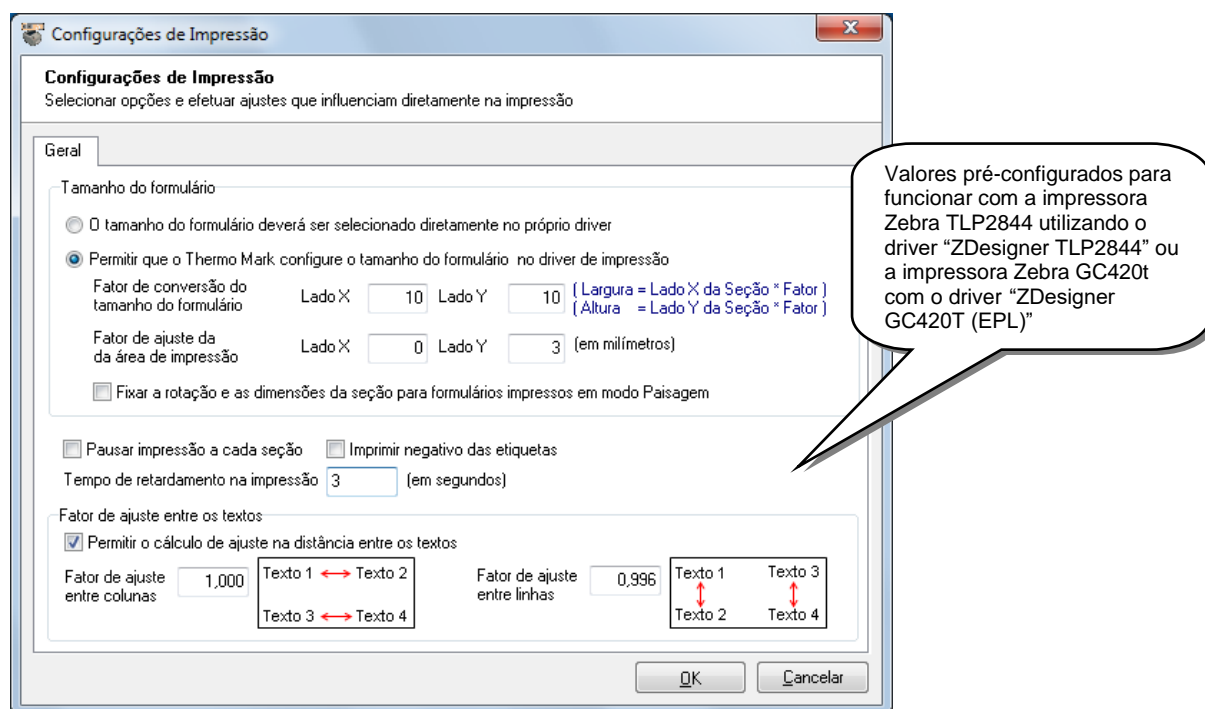 Configurações de Impressão
Configurações de Impressão
Selecionar opções e efetuar ajustes que influenciam diretamente na impressão
Geral
Tamanho do formulário
O tamanho do formulário deverá ser selecionado diretamente no próprio driver
Permitir que o Thermo Mark configure o tamanho do formulário no driver de impressão
Fator de conversão do
tamanho do formulário
Lado X 10 Lado Y 10
( Largura = Lado X da Seção * Fator )
( Altura = Lado Y da Seção * Fator )
Fator de ajuste da
da área de impressão
Lado X 0 Lado Y 3 (em milímetros)
Fixar a rotação e as dimensões da seção para formulários impressos em modo Paisagem
Pausar impressão a cada seção Imprimir negativo das etiquetas
Tempo de retardamento na impressão 3 (em segundos)
Fator de ajuste entre os textos
Permitir o cálculo de ajuste na distância entre os textos
Fator de ajuste
entre colunas
1,000
Texto 1 Texto 2
Texto 3 Texto 4
Fator de ajuste
entre linhas
0,996
Texto 1 Texto 3
Texto 2 Texto 4
OK Cancelar
Valores pré-configurados para
funcionar com a impressora
Zebra TLP2844 utilizando o
driver “ZDesigner TLP2844” ou
a impressora Zebra GC420t
com o driver “ZDesigner
GC420T (EPL)”